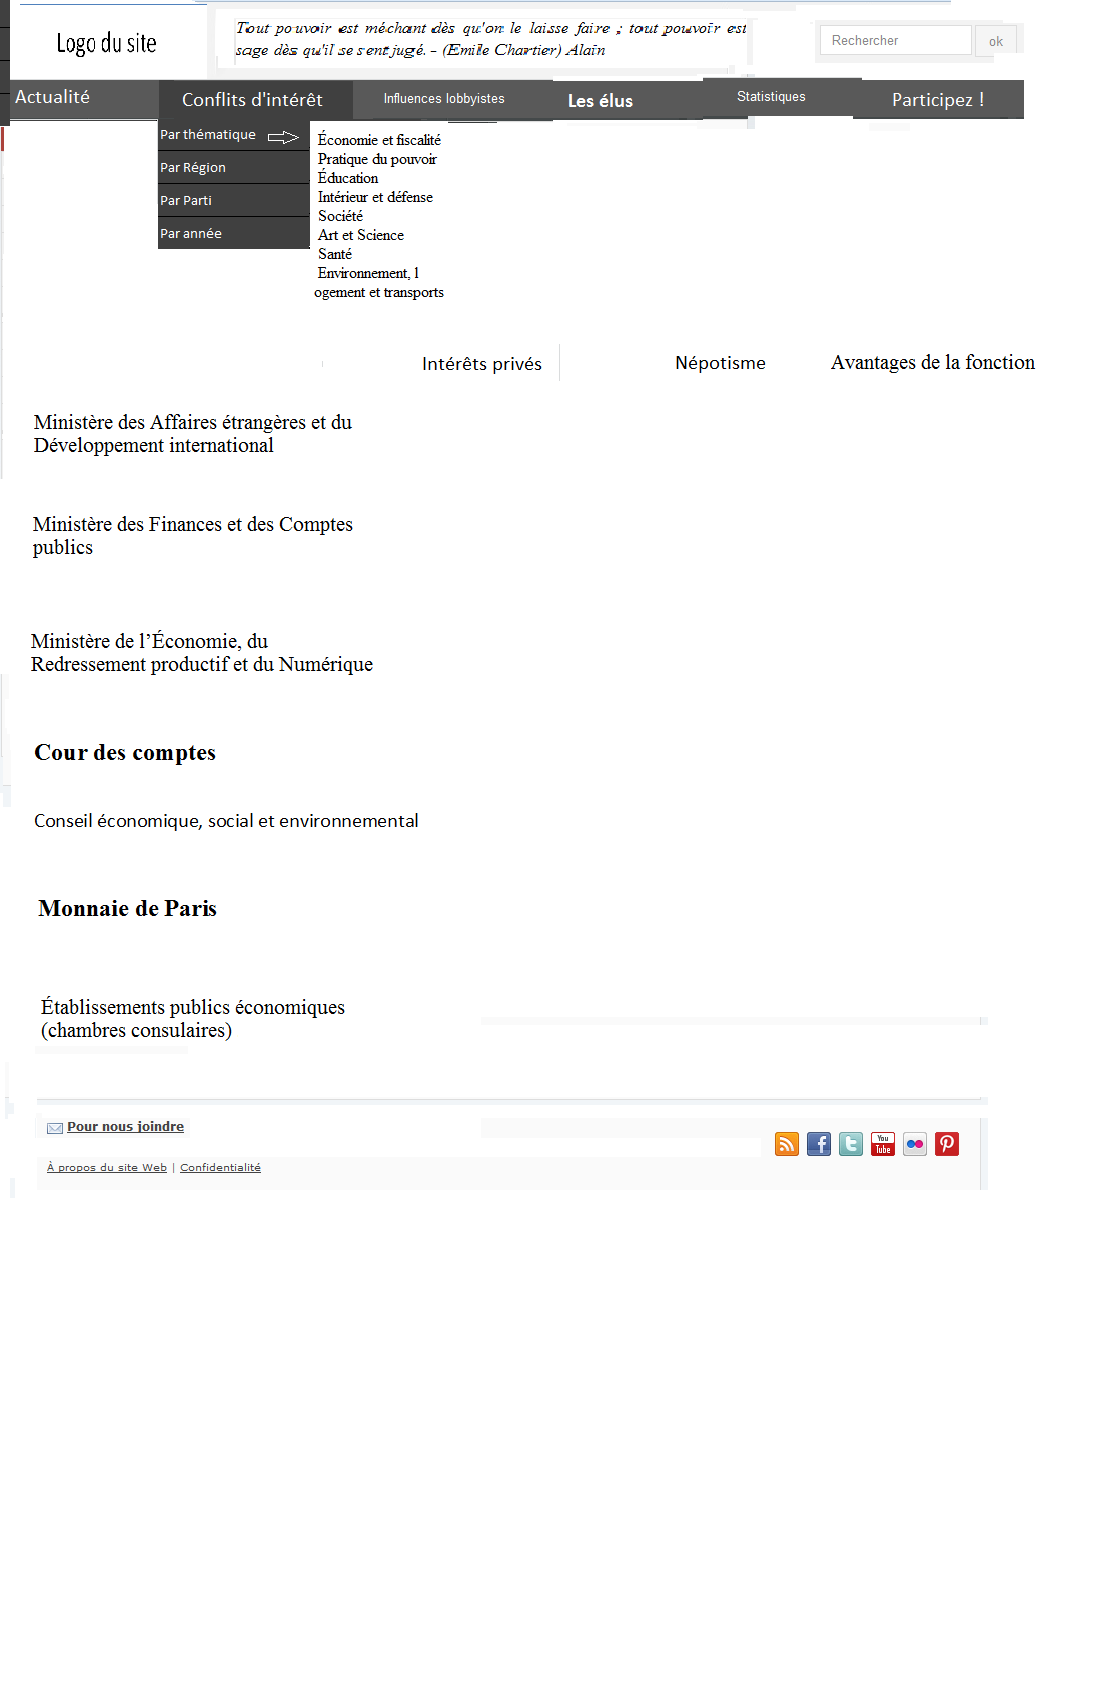 Logo du site
Tout pouvoir est méchant dès qu'on le laisse faire ; tout pouvoir est
sage dès qu'il se sent jugé. - (Emile Chartier) Alain
Rechercher
ok
Actualité
Conflits d'intérêt
Influences lobbyistes
Les élus
Statistiques
Participez !
Par thématique
Par Région
Par Parti
Par année
Économie et fiscalité
Pratique du pouvoir
Éducation
Intérieur et défense
Société
Art et Science
Santé
Environnement, l
ogement et transports
Intérêts privés
Népotisme
Avantages de la fonction
Ministère des Affaires étrangères et du
Développement international
Ministère des Finances et des Comptes
publics
Ministère de l’Économie, du
Redressement productif et du Numérique
Cour des comptes
Conseil économique, social et environnemental
Monnaie de Paris
Établissements publics économiques
(chambres consulaires)
Pour nous joindre
You
Tube
À propos du site Web | Confidentialité